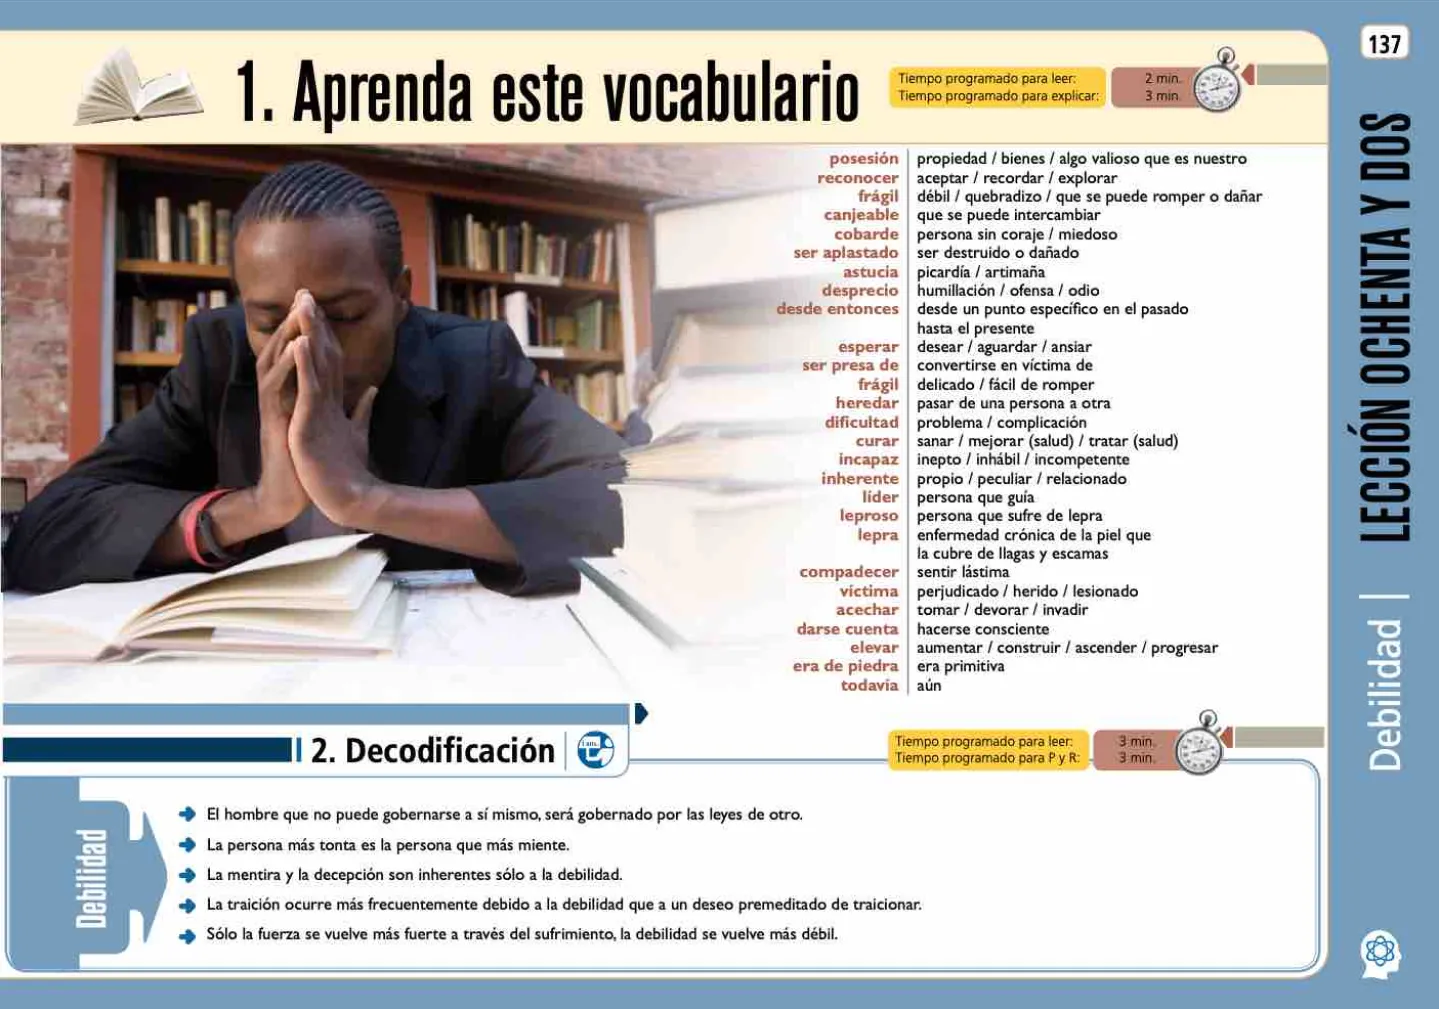 137
1. Aprenda este vocabulario
Tiempo programado para leer: 2 min.
Tiempo programado para explicar: 3 min.
posesión propiedad / bienes / algo valioso que es nuestro
reconocer aceptar / recordar / explorar
frágil débil / quebradizo / que se puede romper o dañar
canjeable que se puede intercambiar
cobarde persona sin coraje / miedoso
ser aplastado ser destruido o dañado
astucia picardía / artimaña
desprecio humillación / ofensa / odio
desde entonces desde un punto específico en el pasado
hasta el presente
esperar desear / aguardar / ansiar
ser presa de convertirse en víctima de
frágil delicado / fácil de romper
heredar pasar de una persona a otra
dificultad problema / complicación
curar sanar / mejorar (salud) / tratar (salud)
incapaz inepto / inhábil / incompetente
inherente propio / peculiar / relacionado
líder persona que guía
leproso persona que sufre de lepra
lepra enfermedad crónica de la piel que
la cubre de llagas y escamas
compadecer sentir lástima
víctima perjudicado / herido / lesionado
acechar tomar / devorar / invadir
darse cuenta hacerse consciente
elevar aumentar / construir / ascender / progresar
era de piedra era primitiva
todavía aún
LECCIÓN OCHENTA Y DOS
Debilidad
2. Decodificación
Tiempo programado para leer: 3 min.
Tiempo programado para P y R: 3 min.
Debilidad
El hombre que no puede gobernarse a sí mismo, será gobernado por las leyes de otro.
La persona más tonta es la persona que más miente.
La mentira y la decepción son inherentes sólo a la debilidad.
La traición ocurre más frecuentemente debido a la debilidad que a un deseo premeditado de traicionar.
Sólo la fuerza se vuelve más fuerte a través del sufrimiento, la debilidad se vuelve más débil.